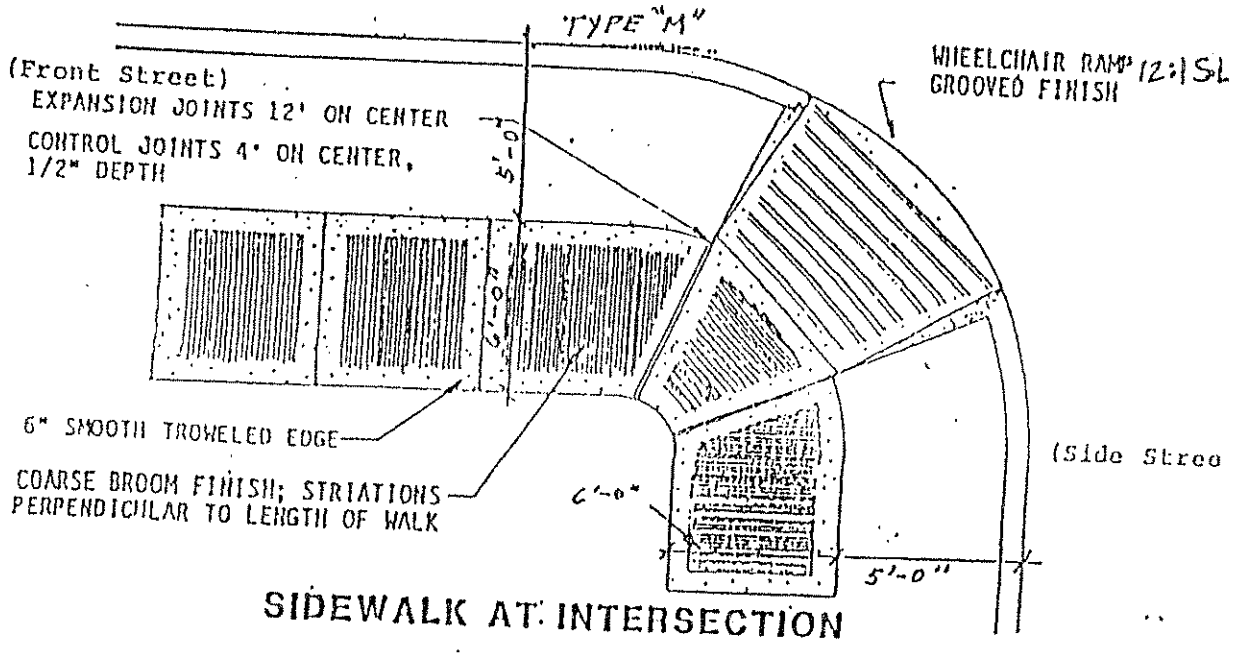 TYPE "M"
WHEELCHAIR RAMP 12:1 SL
GROOVED FINISH
(Front Street)
EXPANSION JOINTS 12' ON CENTER
CONTROL JOINTS 4' ON CENTER,
1/2" DEPTH
5'-0"
6'-0"
6" SMOOTH TROWELED EDGE
COARSE BROOM FINISH; STRIATIONS
PERPENDICULAR TO LENGTH OF WALK
(Side Stree
6'-0"
5'-0"
SIDEWALK AT INTERSECTION